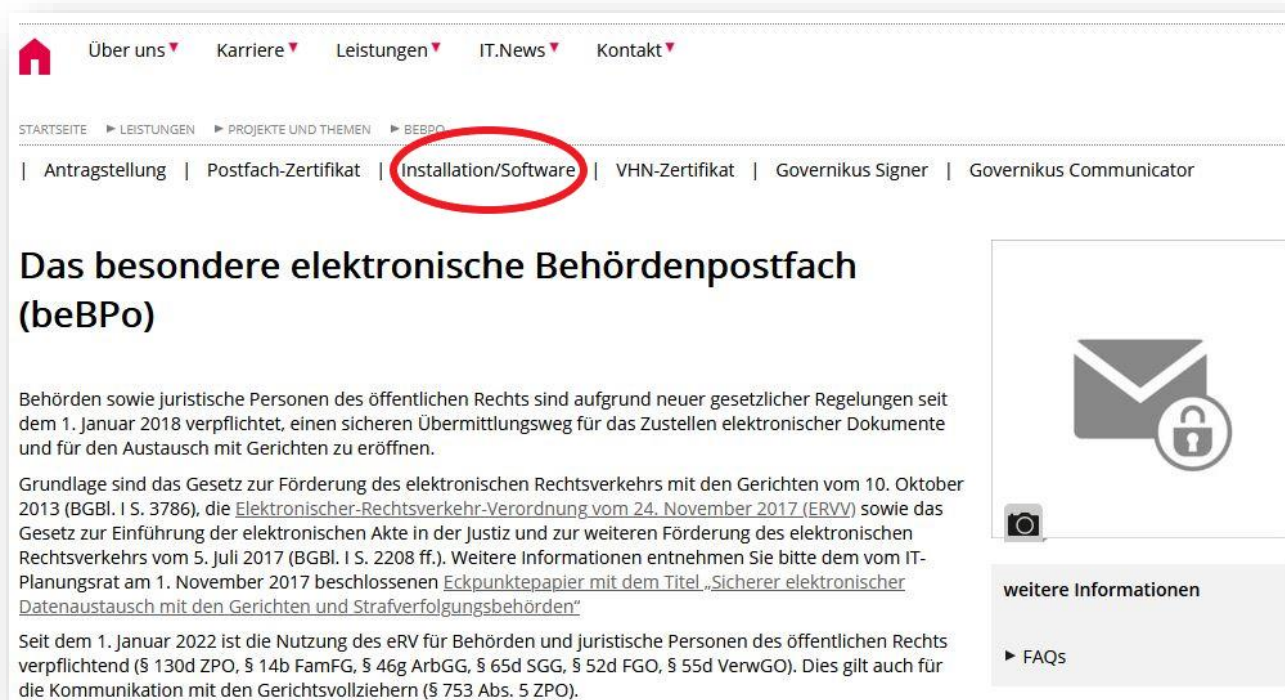 Über uns Karriere Leistungen IT.News Kontakt
STARTSEITE ► LEISTUNGEN ► PROJEKTE UND THEMEN ► BEBPO
| Antragstellung | Postfach-Zertifikat | Installation/Software | VHN-Zertifikat | Governikus Signer | Governikus Communicator
Das besondere elektronische Behördenpostfach
(beBPo)
Behörden sowie juristische Personen des öffentlichen Rechts sind aufgrund neuer gesetzlicher Regelungen seit
dem 1. Januar 2018 verpflichtet, einen sicheren Übermittlungsweg für das Zustellen elektronischer Dokumente
und für den Austausch mit Gerichten zu eröffnen.
Grundlage sind das Gesetz zur Förderung des elektronischen Rechtsverkehrs mit den Gerichten vom 10. Oktober
2013 (BGBl. I S. 3786), die Elektronischer-Rechtsverkehr-Verordnung vom 24. November 2017 (ERVV) sowie das
Gesetz zur Einführung der elektronischen Akte in der Justiz und zur weiteren Förderung des elektronischen
Rechtsverkehrs vom 5. Juli 2017 (BGBl. I S. 2208 ff.). Weitere Informationen entnehmen Sie bitte dem vom IT-
Planungsrat am 1. November 2017 beschlossenen Eckpunktepapier mit dem Titel „Sicherer elektronischer
Datenaustausch mit den Gerichten und Strafverfolgungsbehörden“
Seit dem 1. Januar 2022 ist die Nutzung des eRV für Behörden und juristische Personen des öffentlichen Rechts
verpflichtend (§ 130d ZPO, § 14b FamFG, § 46g ArbGG, § 65d SGG, § 52d FGO, § 55d VerwGO). Dies gilt auch für
die Kommunikation mit den Gerichtsvollziehern (§ 753 Abs. 5 ZPO).
weitere Informationen
► FAQs